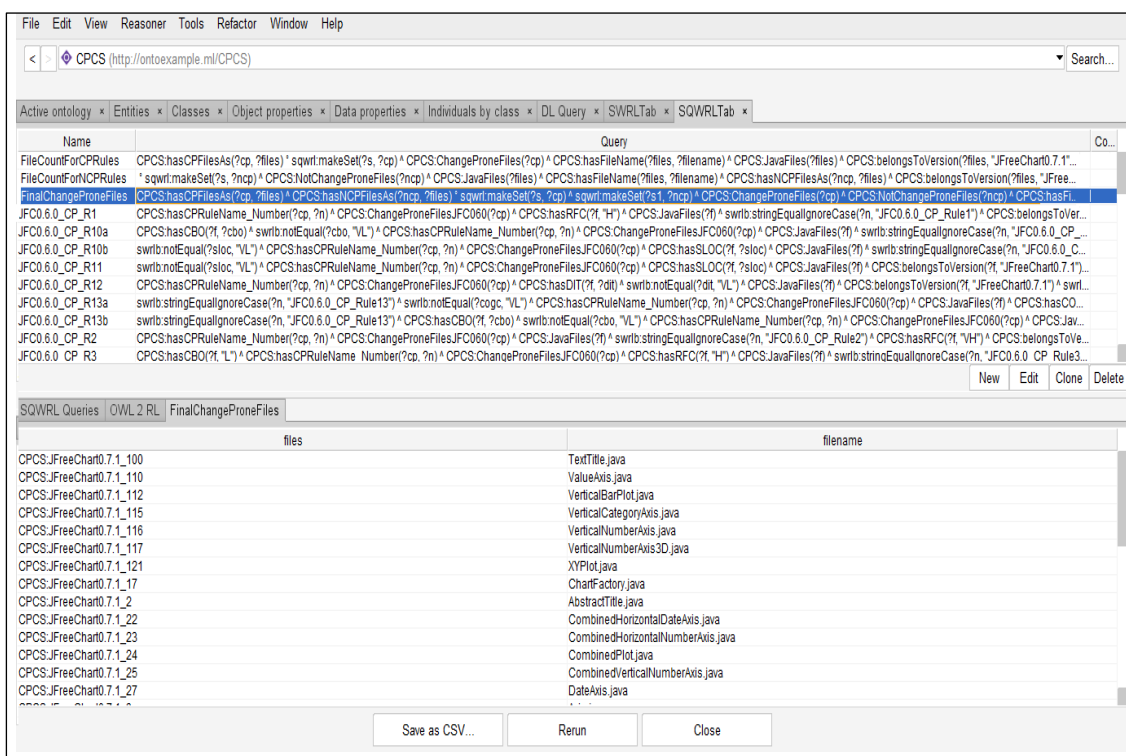 File Edit View Reasoner Tools Refactor Window Help
< > CPCS (http://ontoexample.ml/CPCS) Search...
Active ontology × Entities × Classes × Object properties × Data properties × Individuals by class × DL Query × SWRLTab × SQWRLTab ×
Name Query Co...
FileCountForCPRules CPCS:hasCPFilesAs(?cp, ?files) ° sqwrl:makeSet(?s, ?cp) ^ CPCS:ChangeProneFiles(?cp) ^ CPCS:hasFileName(?files, ?filename) ^ CPCS:JavaFiles(?files) ^ CPCS:belongsToVersion(?files, "JFreeChart0.7.1"...
FileCountForNCPRules ° sqwrl:makeSet(?s, ?ncp) ^ CPCS:NotChangeProneFiles(?ncp) ^ CPCS:JavaFiles(?files) ^ CPCS:hasFileName(?files, ?filename) ^ CPCS:hasNCPFilesAs(?ncp, ?files) ^ CPCS:belongsToVersion(?files, "JFree...
FinalChangeProneFiles CPCS:hasCPFilesAs(?cp, ?files) ^ CPCS:hasNCPFilesAs(?ncp, ?files) ° sqwrl:makeSet(?s, ?cp) ^ sqwrl:makeSet(?s1, ?ncp) ^ CPCS:ChangeProneFiles(?cp) ^ CPCS:NotChangeProneFiles(?ncp) ^ CPCS:hasFi...
JFC0.6.0_CP_R1 CPCS:hasCPRuleName_Number(?cp, ?n) ^ CPCS:ChangeProneFilesJFC060(?cp) ^ CPCS:hasRFC(?f, "H") ^ CPCS:JavaFiles(?f) ^ swrlb:stringEqualIgnoreCase(?n, "JFC0.6.0_CP_Rule1") ^ CPCS:belongsToVer...
JFC0.6.0_CP_R10a CPCS:hasCBO(?f, ?cbo) ^ swrlb:notEqual(?cbo, "VL") ^ CPCS:hasCPRuleName_Number(?cp, ?n) ^ CPCS:ChangeProneFilesJFC060(?cp) ^ CPCS:JavaFiles(?f) ^ swrlb:stringEqualIgnoreCase(?n, "JFC0.6.0_CP_...
JFC0.6.0_CP_R10b swrlb:notEqual(?sloc, "VL") ^ CPCS:hasCPRuleName_Number(?cp, ?n) ^ CPCS:ChangeProneFilesJFC060(?cp) ^ CPCS:hasSLOC(?f, ?sloc) ^ CPCS:JavaFiles(?f) ^ swrlb:stringEqualIgnoreCase(?n, "JFC0.6.0_C...
JFC0.6.0_CP_R11 swrlb:notEqual(?sloc, "VL") ^ CPCS:hasCPRuleName_Number(?cp, ?n) ^ CPCS:ChangeProneFilesJFC060(?cp) ^ CPCS:hasSLOC(?f, ?sloc) ^ CPCS:JavaFiles(?f) ^ CPCS:belongsToVersion(?f, "JFreeChart0.7.1")...
JFC0.6.0_CP_R12 CPCS:hasCPRuleName_Number(?cp, ?n) ^ CPCS:ChangeProneFilesJFC060(?cp) ^ CPCS:hasDIT(?f, ?dit) ^ swrlb:notEqual(?dit, "VL") ^ CPCS:JavaFiles(?f) ^ CPCS:belongsToVersion(?f, "JFreeChart0.7.1") ^ swrl...
JFC0.6.0_CP_R13a swrlb:stringEqualIgnoreCase(?n, "JFC0.6.0_CP_Rule13") ^ swrlb:notEqual(?cogc, "VL") ^ CPCS:hasCPRuleName_Number(?cp, ?n) ^ CPCS:ChangeProneFilesJFC060(?cp) ^ CPCS:JavaFiles(?f) ^ CPCS:hasCO...
JFC0.6.0_CP_R13b swrlb:stringEqualIgnoreCase(?n, "JFC0.6.0_CP_Rule13") ^ CPCS:hasCBO(?f, ?cbo) ^ swrlb:notEqual(?cbo, "VL") ^ CPCS:hasCPRuleName_Number(?cp, ?n) ^ CPCS:ChangeProneFilesJFC060(?cp) ^ CPCS:Jav...
JFC0.6.0_CP_R2 CPCS:hasCPRuleName_Number(?cp, ?n) ^ CPCS:ChangeProneFilesJFC060(?cp) ^ CPCS:JavaFiles(?f) ^ swrlb:stringEqualIgnoreCase(?n, "JFC0.6.0_CP_Rule2") ^ CPCS:hasRFC(?f, "VH") ^ CPCS:belongsToVe...
JFC0.6.0_CP_R3 CPCS:hasCBO(?f, "L") ^ CPCS:hasCPRuleName_Number(?cp, ?n) ^ CPCS:ChangeProneFilesJFC060(?cp) ^ CPCS:hasRFC(?f, "H") ^ CPCS:JavaFiles(?f) ^ swrlb:stringEqualIgnoreCase(?n, "JFC0.6.0_CP_Rule3...
New Edit Clone Delete
SQWRL Queries OWL 2 RL FinalChangeProneFiles
files filename
CPCS:JFreeChart0.7.1_100 TextTitle.java
CPCS:JFreeChart0.7.1_110 ValueAxis.java
CPCS:JFreeChart0.7.1_112 VerticalBarPlot.java
CPCS:JFreeChart0.7.1_115 VerticalCategoryAxis.java
CPCS:JFreeChart0.7.1_116 VerticalNumberAxis.java
CPCS:JFreeChart0.7.1_117 VerticalNumberAxis3D.java
CPCS:JFreeChart0.7.1_121 XYPlot.java
CPCS:JFreeChart0.7.1_17 ChartFactory.java
CPCS:JFreeChart0.7.1_2 AbstractTitle.java
CPCS:JFreeChart0.7.1_22 CombinedHorizontalDateAxis.java
CPCS:JFreeChart0.7.1_23 CombinedHorizontalNumberAxis.java
CPCS:JFreeChart0.7.1_24 CombinedPlot.java
CPCS:JFreeChart0.7.1_25 CombinedVerticalNumberAxis.java
CPCS:JFreeChart0.7.1_27 DateAxis.java
Save as CSV... Rerun Close